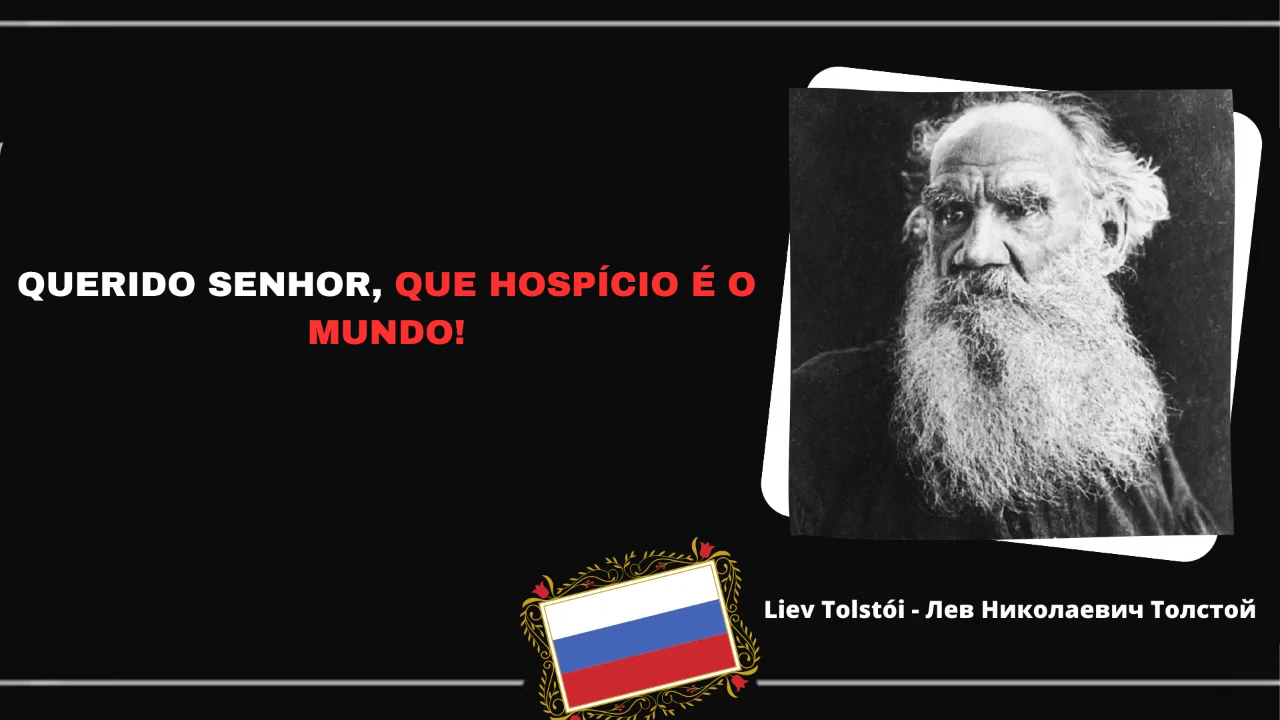 QUERIDO SENHOR, QUE HOSPÍCIO É O
MUNDO!
Liev Tolstói - Лев Николаевич Толстой